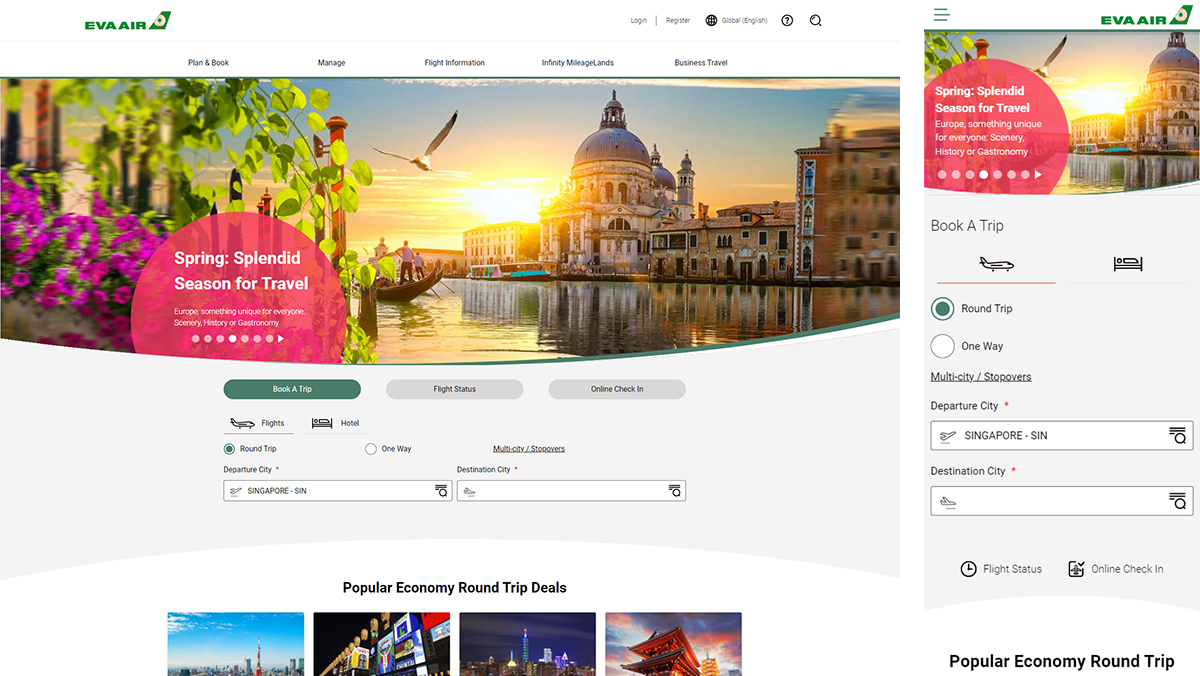 EVA AIR
Login
Register
Global (English)
Plan & Book
Manage
Flight Information
Infinity MileageLands
Business Travel
Spring: Splendid
Season for Travel
Europe, something unique for everyone:
Scenery, History or Gastronomy
Book A Trip
Flight Status
Online Check In
Flights
Hotel
Round Trip
One Way
Multi-city / Stopovers
Departure City *
Destination City *
SINGAPORE - SIN
Popular Economy Round Trip Deals
EVA AIR
Spring: Splendid
Season for Travel
Europe, something unique
for everyone: Scenery,
History or Gastronomy
Book A Trip
Round Trip
One Way
Multi-city / Stopovers
Departure City *
SINGAPORE - SIN
Destination City *
Flight Status
Online Check In
Popular Economy Round Trip